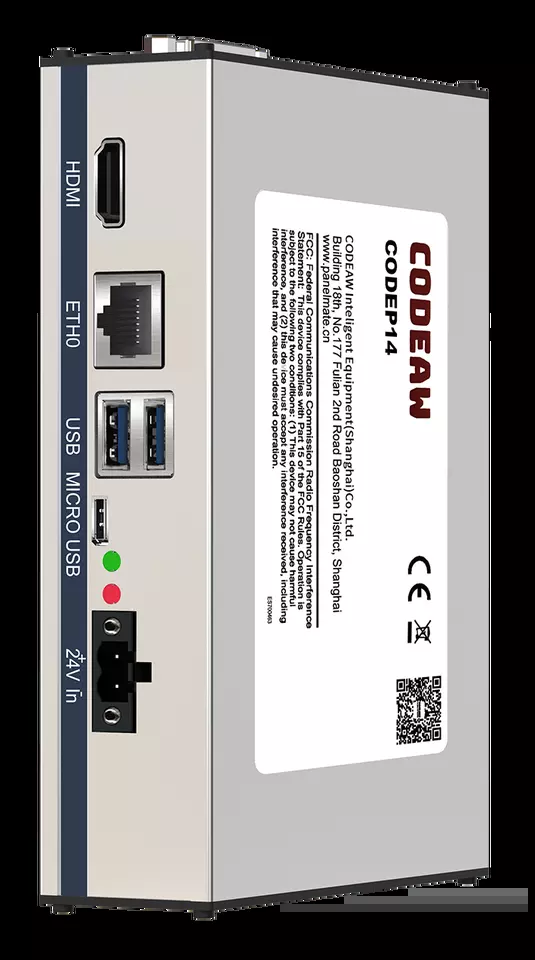 HDMI
ETH0
USB
MICRO USB
+
24V in
CODEAW
CODEP14
CODEAW Inteligent Equipment(Shanghai)Co.,Ltd.
Building 18th, No.177 Fulian 2nd Road Baoshan District, Shanghai
www.panelmate.cn
FCC: Federal Communications Commission Radio Frequency Interference
Statement: This device complies with Part 15 of the FCC Rules. Operation is
subject to the following two conditions: (1) This device may not cause harmful
interference, and (2) this device must accept any interference received, including
interference that may cause undesired operation.
ES700463
CE